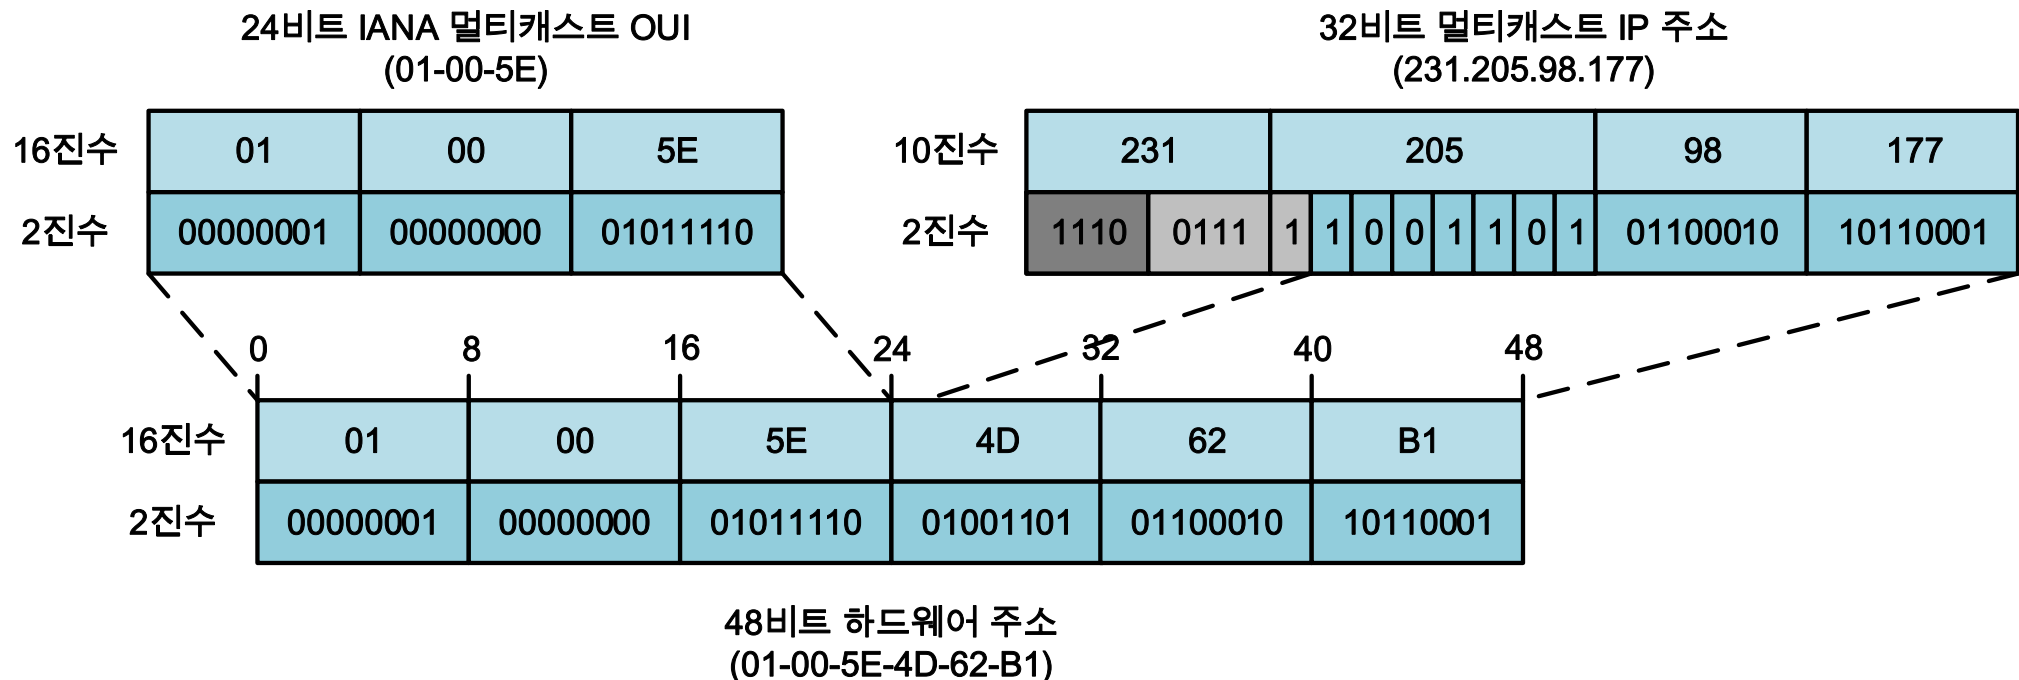 24비트 IANA 멀티캐스트 OUI
(01-00-5E)
16진수 01 00 5E
2진수 00000001 00000000 01011110
32비트 멀티캐스트 IP 주소
(231.205.98.177)
10진수 231 205 98 177
2진수 1110 0111 1 1 0 0 1 1 0 1 01100010 10110001
0 8 16 24 32 40 48
16진수 01 00 5E 4D 62 B1
2진수 00000001 00000000 01011110 01001101 01100010 10110001
48비트 하드웨어 주소
(01-00-5E-4D-62-B1)